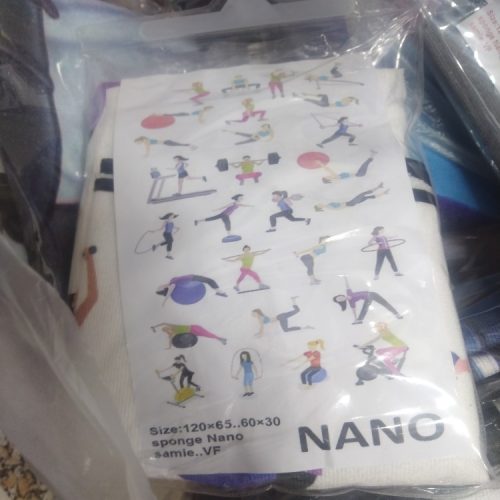 Size:120×65..60×30
sponge Nano
samie..VF
NANO